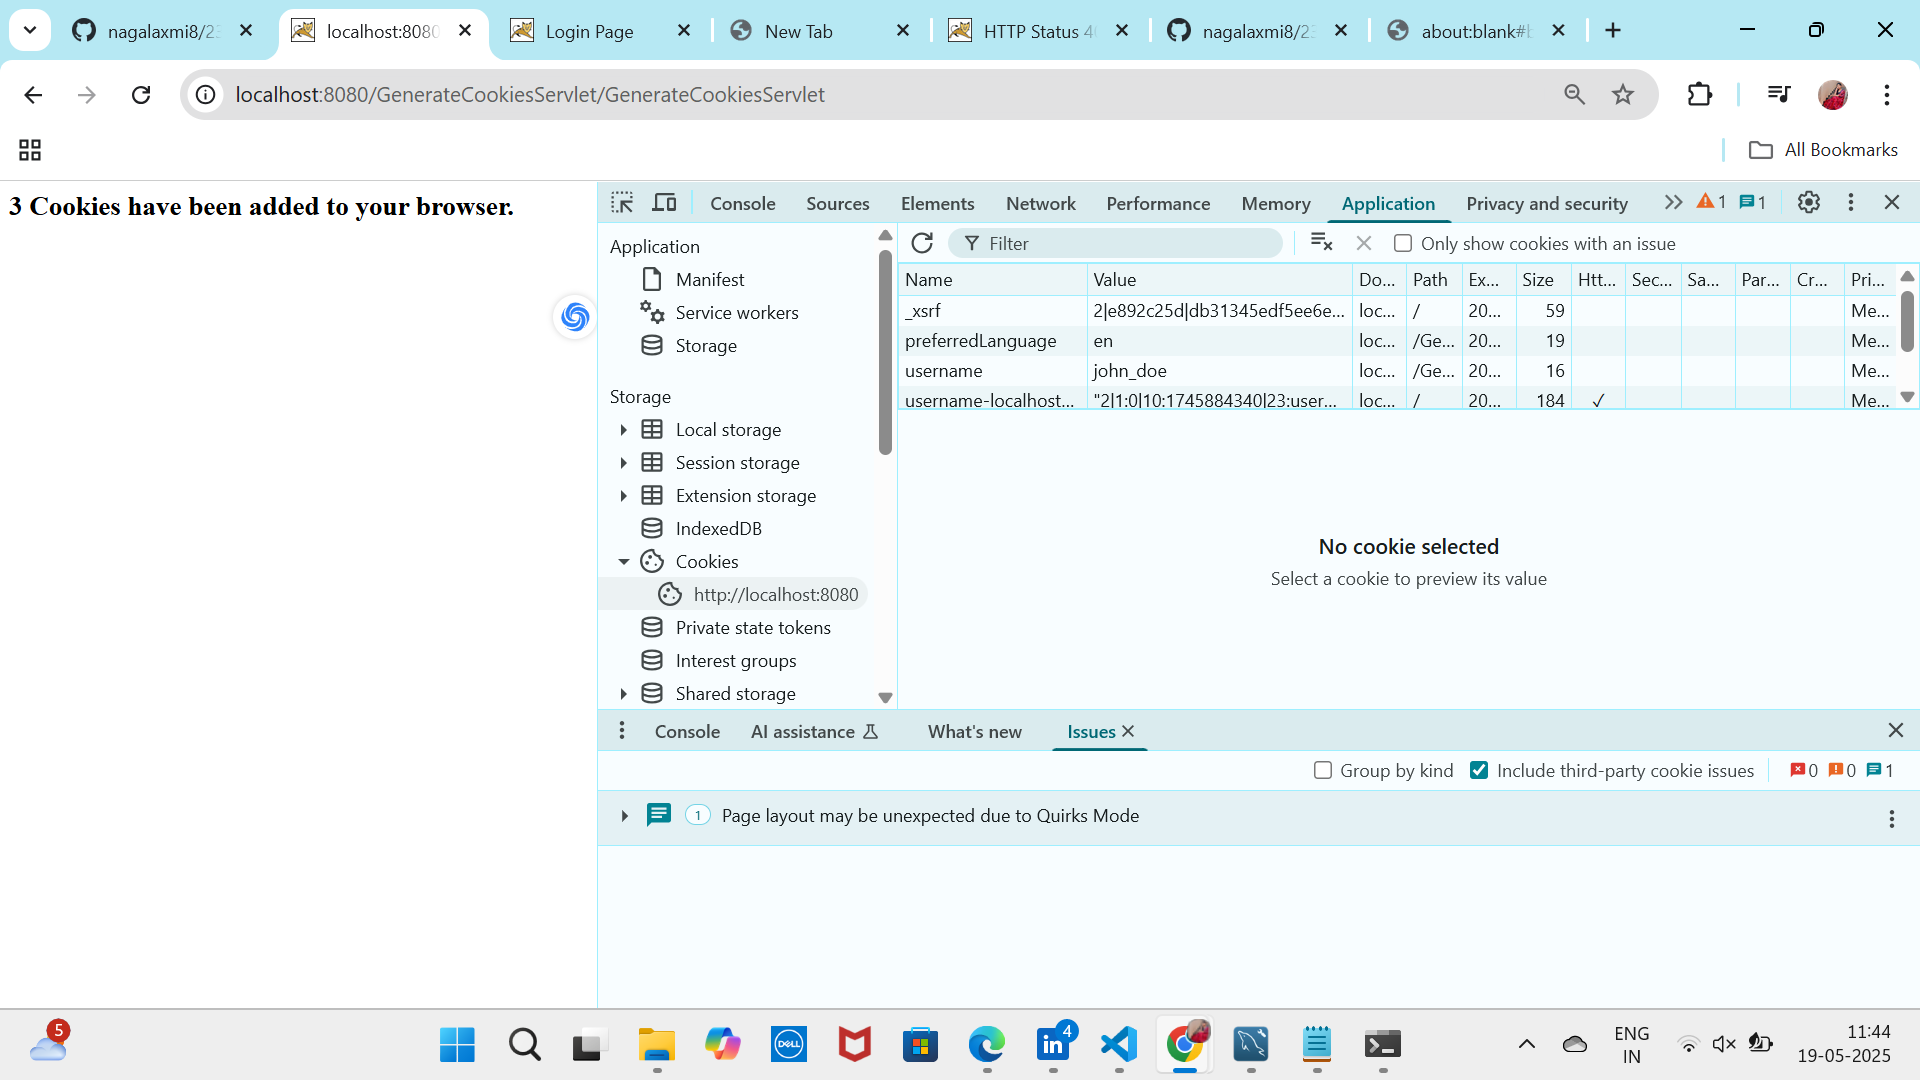 nagalaxmi8/23
localhost:8080
Login Page
New Tab
HTTP Status 40
nagalaxmi8/23
about:blank#b
localhost:8080/GenerateCookiesServlet/GenerateCookiesServlet
All Bookmarks
3 Cookies have been added to your browser.
Console Sources Elements Network Performance Memory Application Privacy and security 1 1
Application
Manifest
Service workers
Storage
Storage
Local storage
Session storage
Extension storage
IndexedDB
Cookies
http://localhost:8080
Private state tokens
Interest groups
Shared storage
Filter
Only show cookies with an issue
Name Value Do... Path Ex... Size Htt... Sec... Sa... Par... Cr... Pri...
_xsrf 2|e892c25d|db31345edf5ee6e... loc... / 20... 59 Me...
preferredLanguage en loc... /Ge... 20... 19 Me...
username john_doe loc... /Ge... 20... 16 Me...
username-localhost... "2|1:0|10:1745884340|23:user... loc... / 20... 184 ✓ Me...
No cookie selected
Select a cookie to preview its value
Console AI assistance What's new Issues
Group by kind Include third-party cookie issues 0 0 1
1 Page layout may be unexpected due to Quirks Mode
5
DELL
in 4
ENG
IN
11:44
19-05-2025